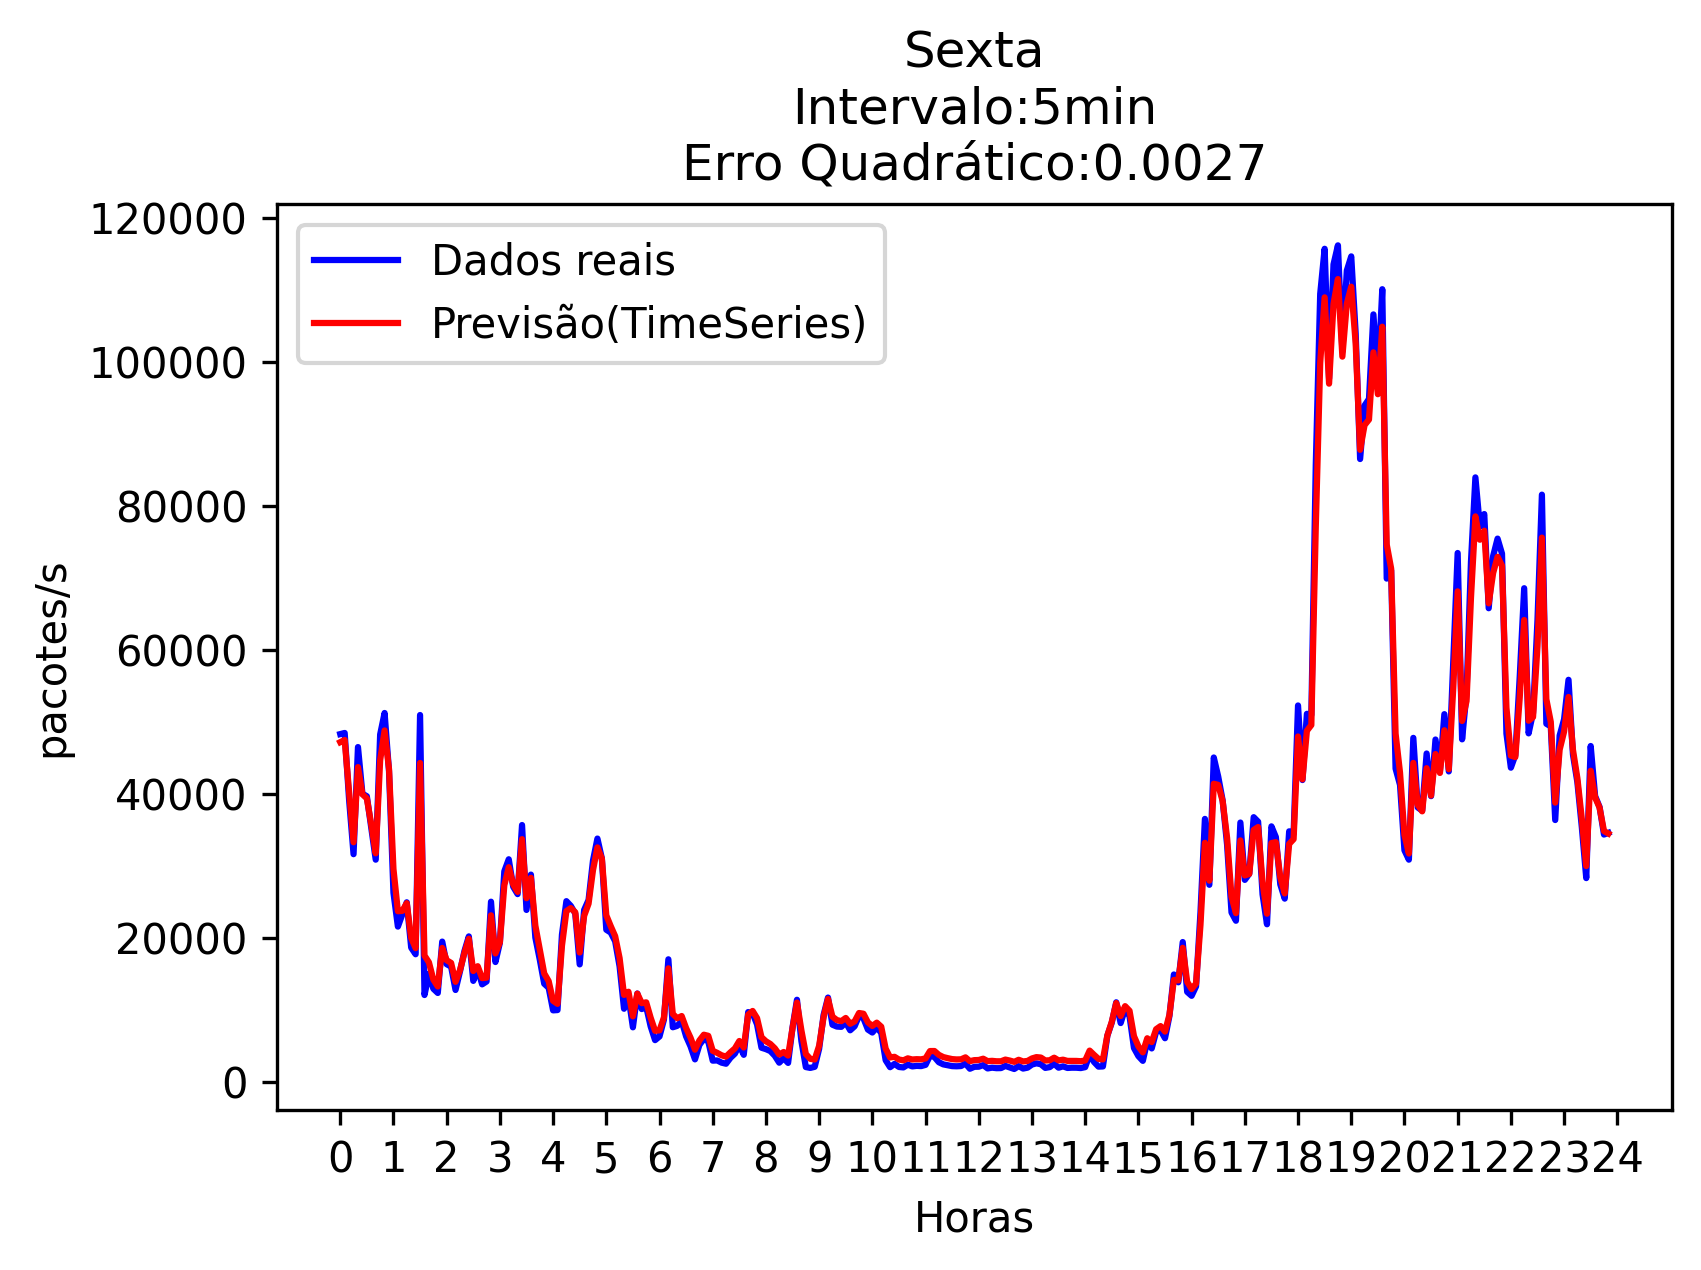 Sexta
Intervalo:5min
Erro Quadrático:0.0027
120000
100000
80000
60000
40000
20000
0
pacotes/s
Dados reais
Previsão(TimeSeries)
0 1 2 3 4 5 6 7 8 9 10 11 12 13 14 15 16 17 18 19 20 21 22 23 24
Horas